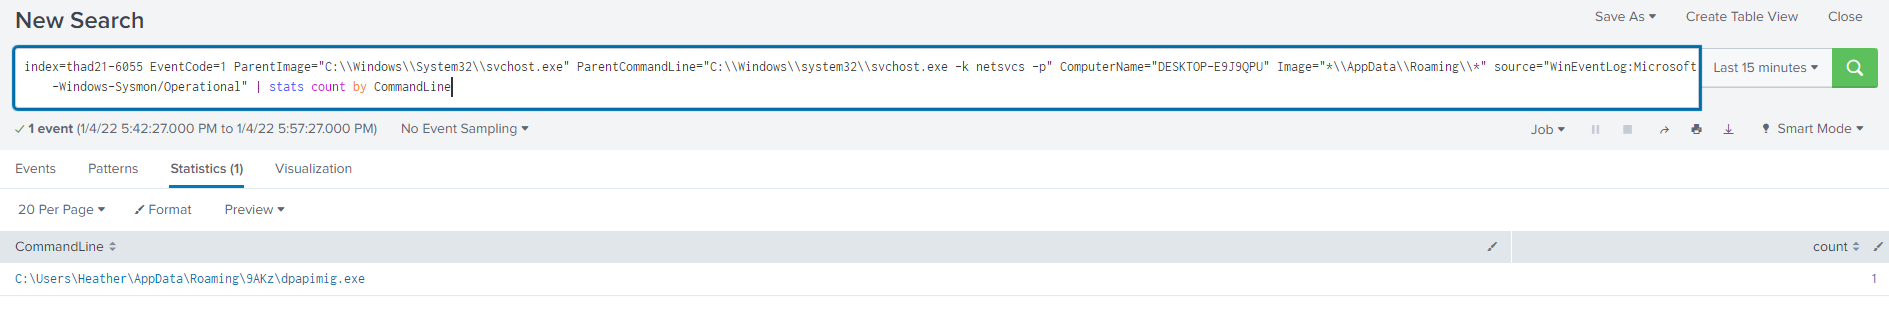 New Search
Save As
Create Table View
Close
index=thad21-6055 EventCode=1 ParentImage="C:\\Windows\\System32\\svchost.exe" ParentCommandLine="C:\\Windows\\system32\\svchost.exe -k netsvcs -p" ComputerName="DESKTOP-E9J9QPU" Image="*\\AppData\\Roaming\\*" source="WinEventLog:Microsoft
-Windows-Sysmon/Operational" | stats count by CommandLine
Last 15 minutes
1 event (1/4/22 5:42:27.000 PM to 1/4/22 5:57:27.000 PM)
No Event Sampling
Job
Smart Mode
Events
Patterns
Statistics (1)
Visualization
20 Per Page
Format
Preview
CommandLine
count
C:\Users\Heather\AppData\Roaming\9AKz\dpapimig.exe
1